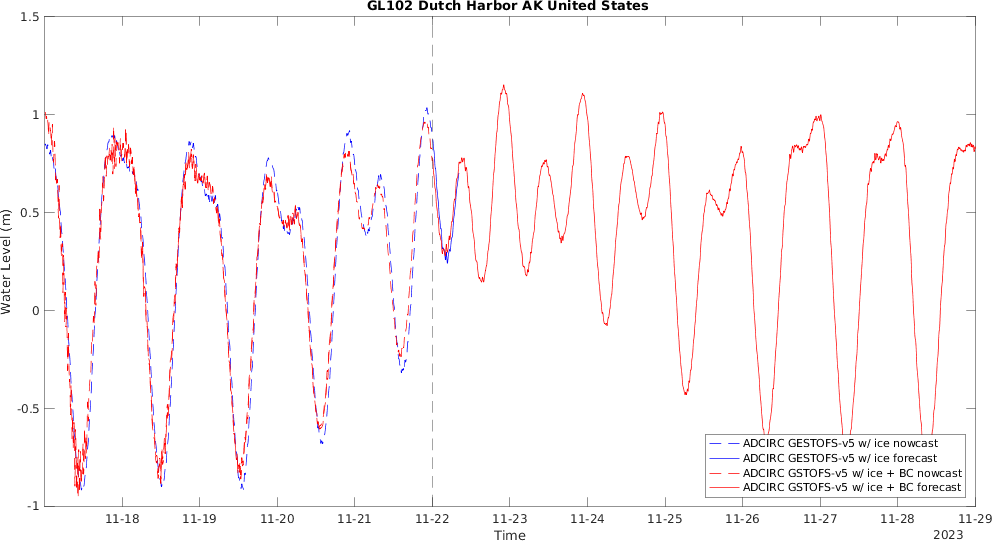 GL102 Dutch Harbor AK United States
1.5
1
0.5
0
-0.5
-1
Water Level (m)
ADCIRC GESTOFS-v5 w/ ice nowcast
ADCIRC GESTOFS-v5 w/ ice forecast
ADCIRC GSTOFS-v5 w/ ice + BC nowcast
ADCIRC GSTOFS-v5 w/ ice + BC forecast
11-18 11-19 11-20 11-21 11-22 11-23 11-24 11-25 11-26 11-27 11-28 11-29
Time
2023